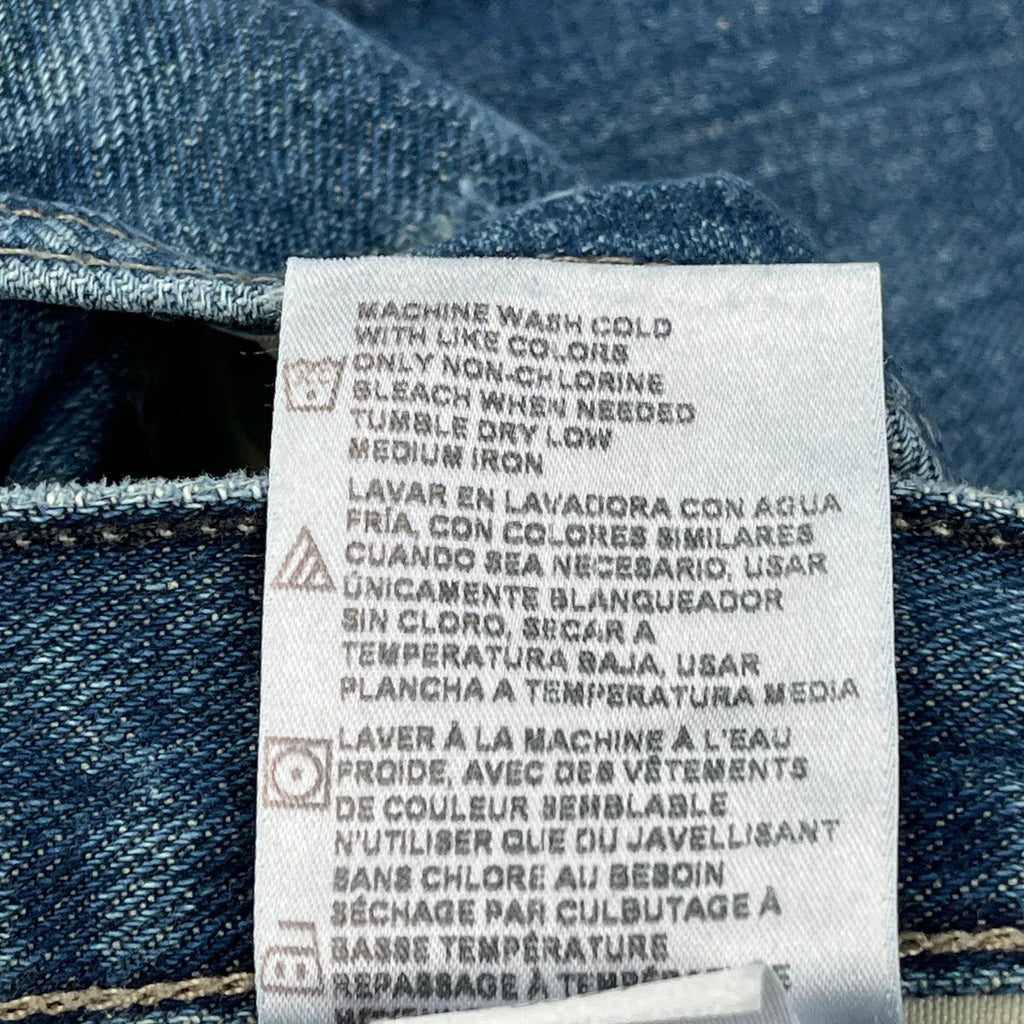 MACHINE WASH COLD
WITH LIKE COLORS
ONLY NON-CHLORINE
BLEACH WHEN NEEDED
TUMBLE DRY LOW
MEDIUM IRON
LAVAR EN LAVADORA CON AGUA
FRÍA, CON COLORES SIMILARES
CUANDO SEA NECESARIO, USAR
ÚNICAMENTE BLANQUEADOR
SIN CLORO, SECAR A
TEMPERATURA BAJA, USAR
PLANCHA A TEMPERATURA MEDIA
LAVER À LA MACHINE À L'EAU
FROIDE, AVEC DES VÊTEMENTS
DE COULEUR SEMBLABLE
N'UTILISER QUE DU JAVELLISANT
SANS CHLORE AU BESOIN
SÉCHAGE PAR CULBUTAGE À
BASSE TEMPÉRATURE
REPASSAGE À